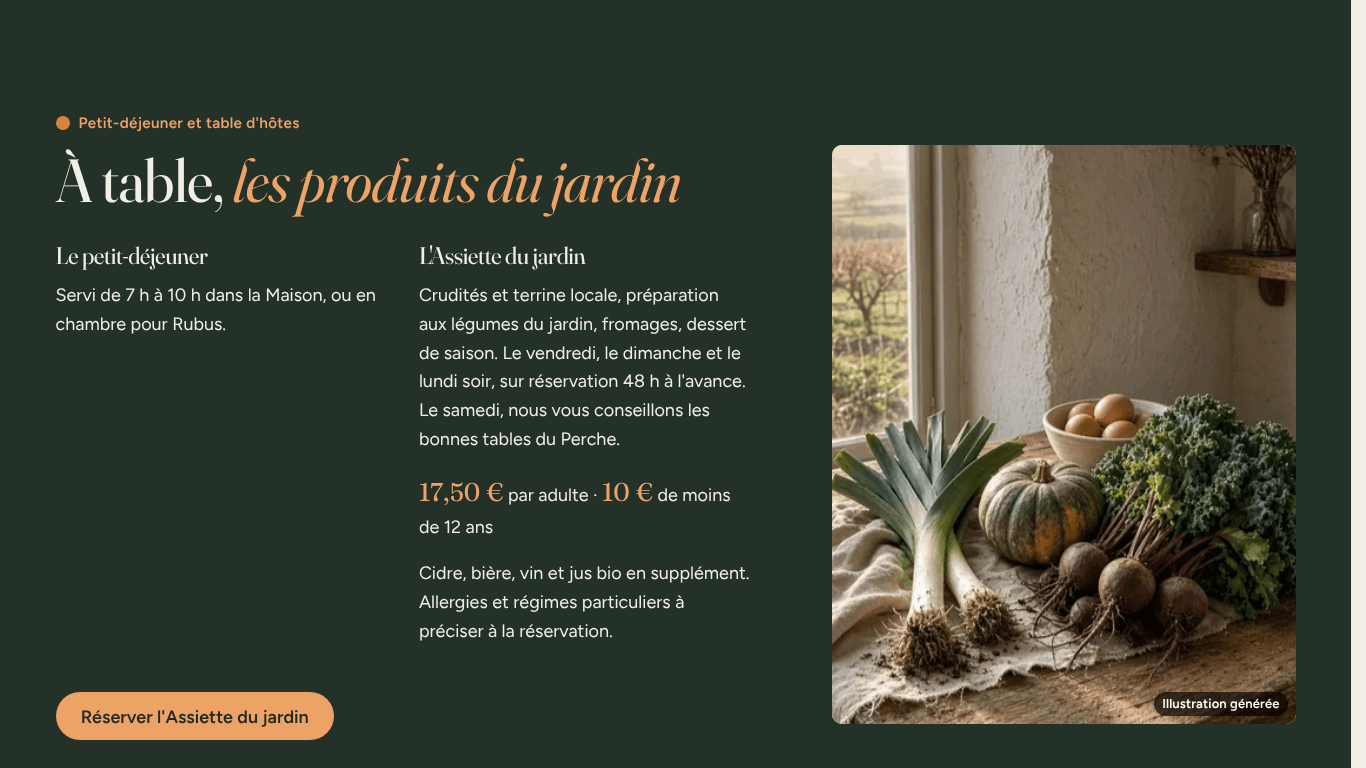 Petit-déjeuner et table d'hôtes
À table, les produits du jardin
Le petit-déjeuner
Servi de 7 h à 10 h dans la Maison, ou en
chambre pour Rubus.
L'Assiette du jardin
Crudités et terrine locale, préparation
aux légumes du jardin, fromages, dessert
de saison. Le vendredi, le dimanche et le
lundi soir, sur réservation 48 h à l'avance.
Le samedi, nous vous conseillons les
bonnes tables du Perche.
17,50 € par adulte · 10 € de moins
de 12 ans
Cidre, bière, vin et jus bio en supplément.
Allergies et régimes particuliers à
préciser à la réservation.
Réserver l'Assiette du jardin
Illustration générée